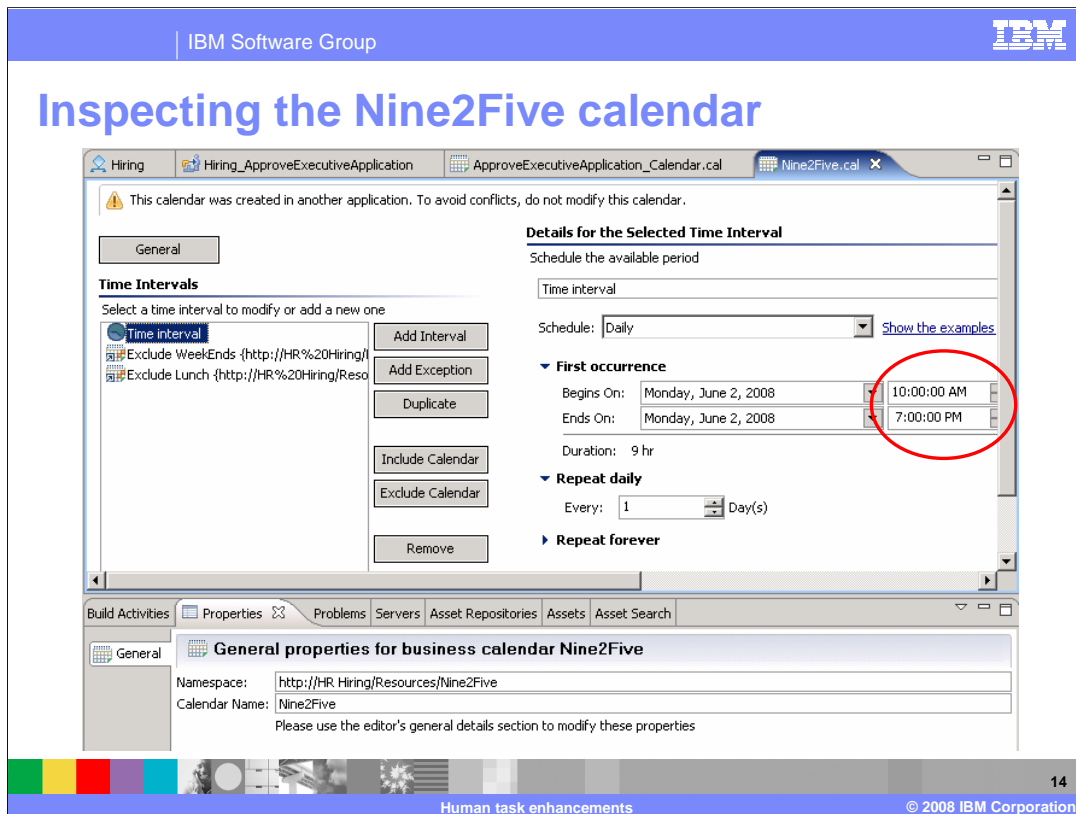 IBM Software Group
IBM
Inspecting the Nine2Five calendar
Hiring
Hiring_ApproveExecutiveApplication
ApproveExecutiveApplication_Calendar.cal
Nine2Five.cal
This calendar was created in another application. To avoid conflicts, do not modify this calendar.
General
Time Intervals
Select a time interval to modify or add a new one
Time interval
Exclude WeekEnds {http://HR%20Hiring/
Exclude Lunch {http://HR%20Hiring/Reso
Add Interval
Add Exception
Duplicate
Include Calendar
Exclude Calendar
Remove
Details for the Selected Time Interval
Schedule the available period
Time interval
Schedule: Daily Show the examples
First occurrence
Begins On: Monday, June 2, 2008 10:00:00 AM
Ends On: Monday, June 2, 2008 7:00:00 PM
Duration: 9 hr
Repeat daily
Every: 1 Day(s)
Repeat forever
Build Activities Properties Problems Servers Asset Repositories Assets Asset Search
General
General properties for business calendar Nine2Five
Namespace: http://HR Hiring/Resources/Nine2Five
Calendar Name: Nine2Five
Please use the editor's general details section to modify these properties
14
Human task enhancements
© 2008 IBM Corporation